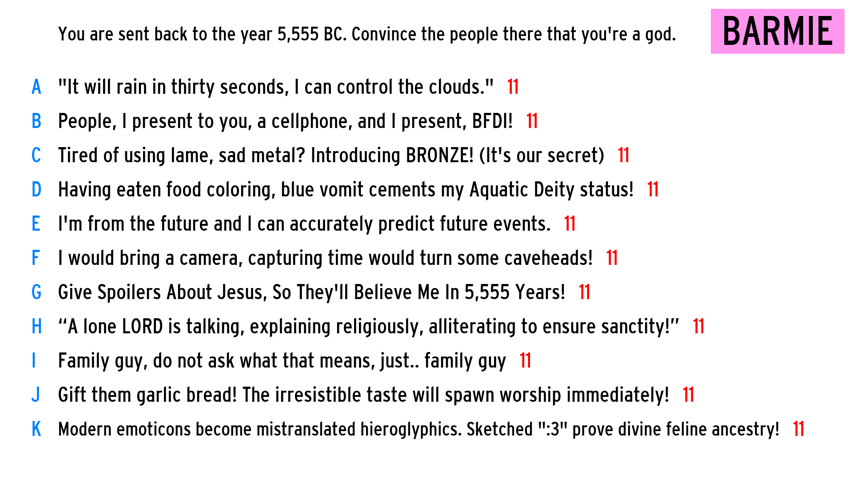 You are sent back to the year 5,555 BC. Convince the people there that you're a god.
BARMIE
A "It will rain in thirty seconds, I can control the clouds." 11
B People, I present to you, a cellphone, and I present, BFDI! 11
C Tired of using lame, sad metal? Introducing BRONZE! (It's our secret) 11
D Having eaten food coloring, blue vomit cements my Aquatic Deity status! 11
E I'm from the future and I can accurately predict future events. 11
F I would bring a camera, capturing time would turn some caveheads! 11
G Give Spoilers About Jesus, So They'll Believe Me In 5,555 Years! 11
H “A lone LORD is talking, explaining religiously, alliterating to ensure sanctity!” 11
I Family guy, do not ask what that means, just.. family guy 11
J Gift them garlic bread! The irresistible taste will spawn worship immediately! 11
K Modern emoticons become mistranslated hieroglyphics. Sketched ":3" prove divine feline ancestry! 11